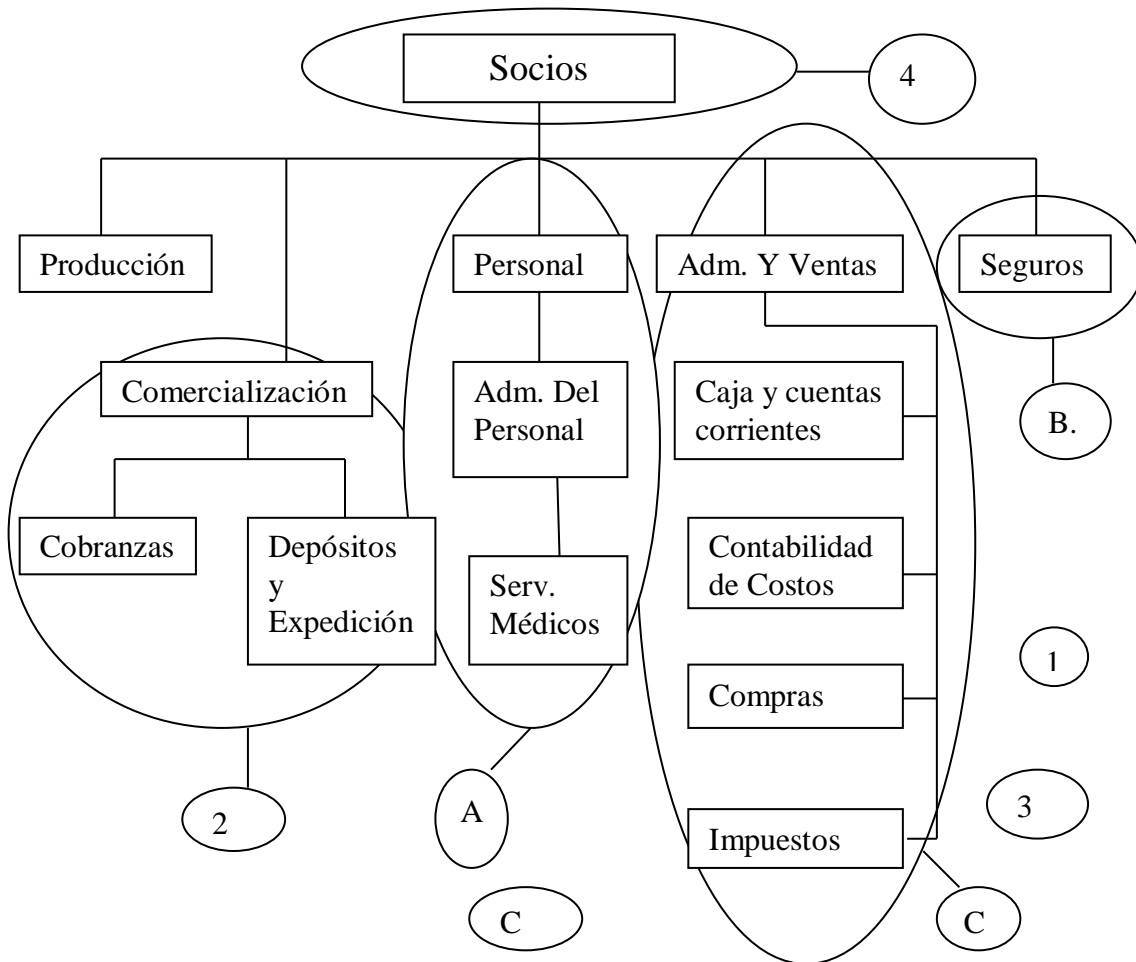 Socios
4
Producción
Personal
Adm. Y Ventas
Seguros
Comercialización
Adm. Del
Personal
Caja y cuentas
corrientes
B.
Cobranzas
Depósitos
y
Expedición
Serv.
Médicos
Contabilidad
de Costos
1
Compras
2
A
Impuestos
3
C
C